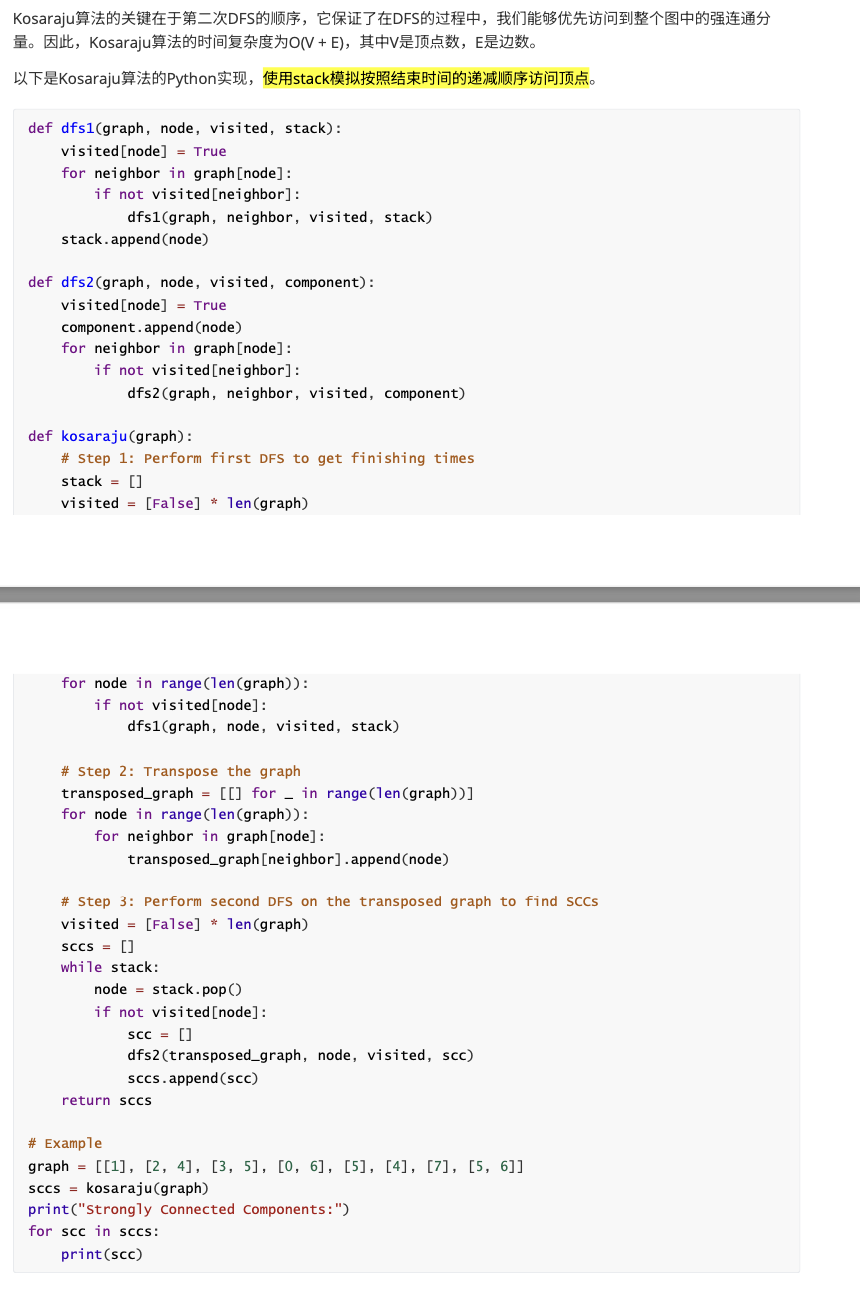 Kosaraju算法的关键在于第二次DFS的顺序，它保证了在DFS的过程中，我们能够优先访问到整个图中的强连通分
量。因此，Kosaraju算法的时间复杂度为O(V + E)，其中V是顶点数，E是边数。
以下是Kosaraju算法的Python实现，使用stack模拟按照结束时间的递减顺序访问顶点。
def dfs1(graph, node, visited, stack):
    visited[node] = True
    for neighbor in graph[node]:
        if not visited[neighbor]:
            dfs1(graph, neighbor, visited, stack)
    stack.append(node)
def dfs2(graph, node, visited, component):
    visited[node] = True
    component.append(node)
    for neighbor in graph[node]:
        if not visited[neighbor]:
            dfs2(graph, neighbor, visited, component)
def kosaraju(graph):
    # Step 1: Perform first DFS to get finishing times
    stack = []
    visited = [False] * len(graph)
    for node in range(len(graph)):
        if not visited[node]:
            dfs1(graph, node, visited, stack)
    # Step 2: Transpose the graph
    transposed_graph = [[] for _ in range(len(graph))]
    for node in range(len(graph)):
        for neighbor in graph[node]:
            transposed_graph[neighbor].append(node)
    # Step 3: Perform second DFS on the transposed graph to find SCCs
    visited = [False] * len(graph)
    sccs = []
    while stack:
        node = stack.pop()
        if not visited[node]:
            scc = []
            dfs2(transposed_graph, node, visited, scc)
            sccs.append(scc)
    return sccs
# Example
graph = [[1], [2, 4], [3, 5], [0, 6], [5], [4], [7], [5, 6]]
sccs = kosaraju(graph)
print("Strongly Connected Components:")
for scc in sccs:
    print(scc)